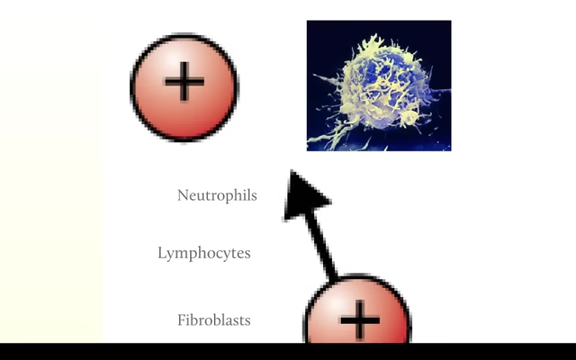 +
Neutrophils
Lymphocytes
Fibroblasts
+